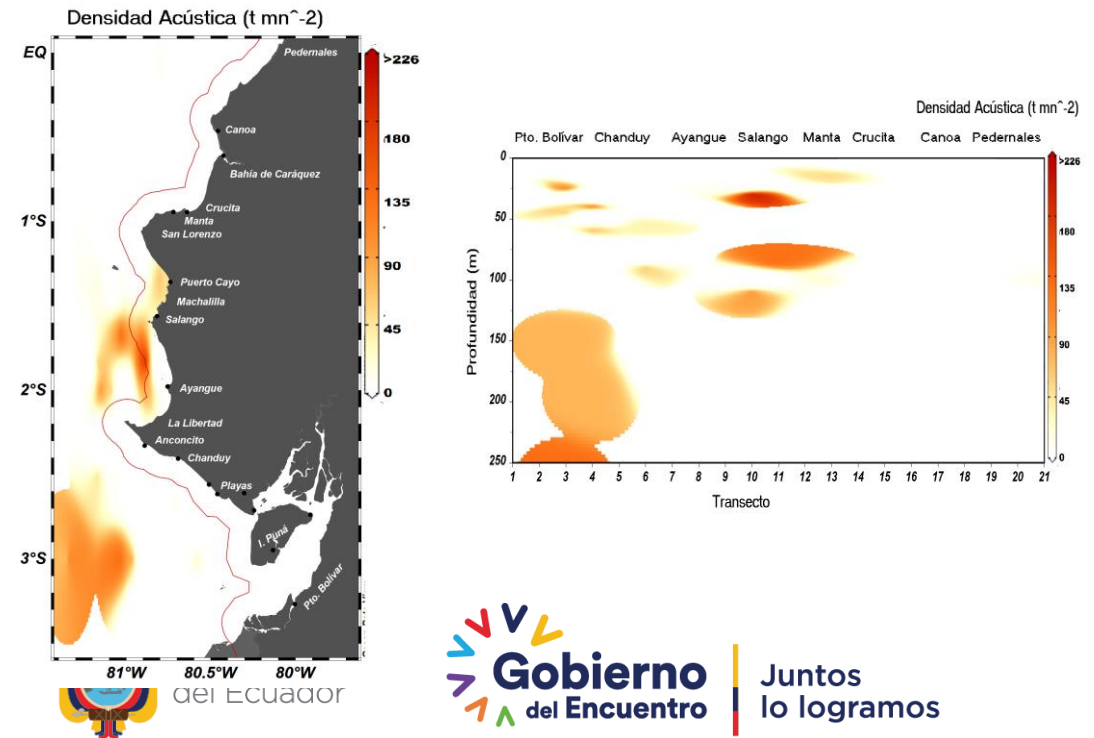 Densidad Acústica (t mn^-2)
EQ
1°S
2°S
3°S
81°W 80.5°W 80°W
Pedernales
Canoa
Bahía de Caráquez
Crucita
Manta
San Lorenzo
Puerto Cayo
Machalilla
Salango
Ayangue
La Libertad
Anconcito
Chanduy
Playas
I. Puná
Pto. Bolívar
>226
180
135
90
45
0
Densidad Acústica (t mn^-2)
Pto. Bolívar Chanduy Ayangue Salango Manta Crucita Canoa Pedernales
0
50
100
150
200
250
Profundidad (m)
1 2 3 4 5 6 7 8 9 10 11 12 13 14 15 16 17 18 19 20 21
Transecto
>226
180
135
90
45
0
del Ecuador
Gobierno
del Encuentro
Juntos
lo logramos